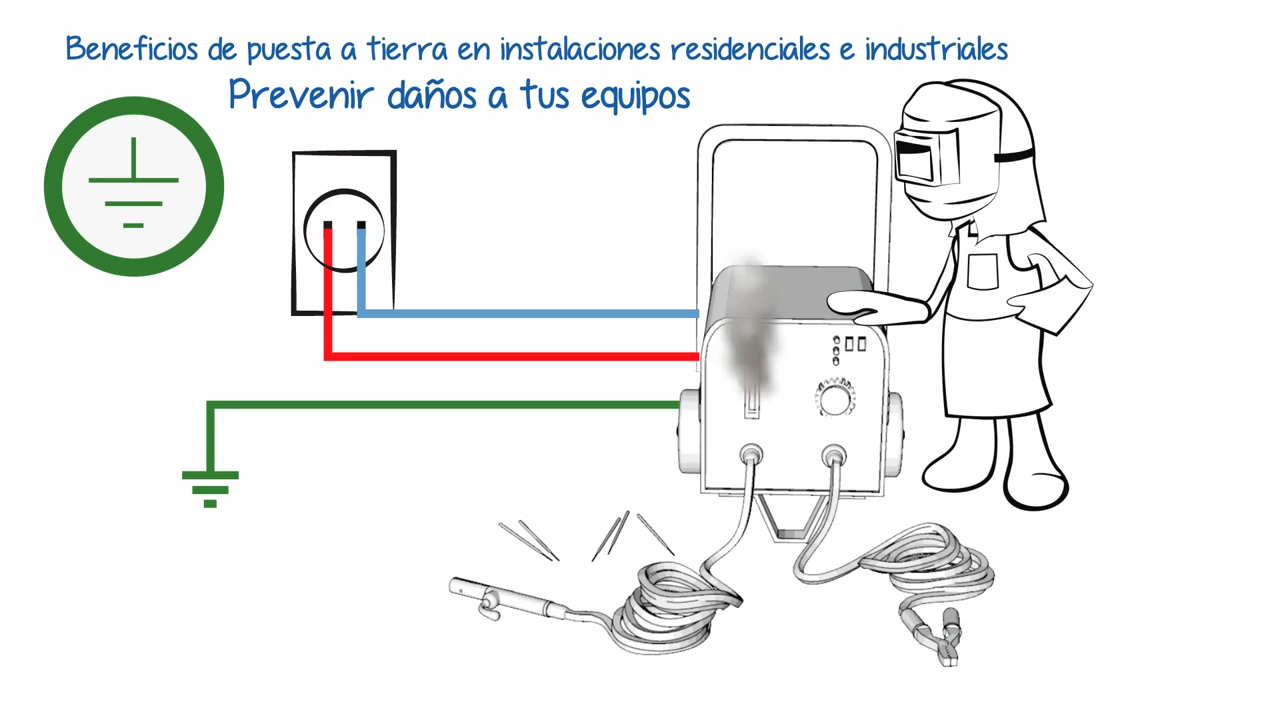 Beneficios de puesta a tierra en instalaciones residenciales e industriales
Prevenir daños a tus equipos